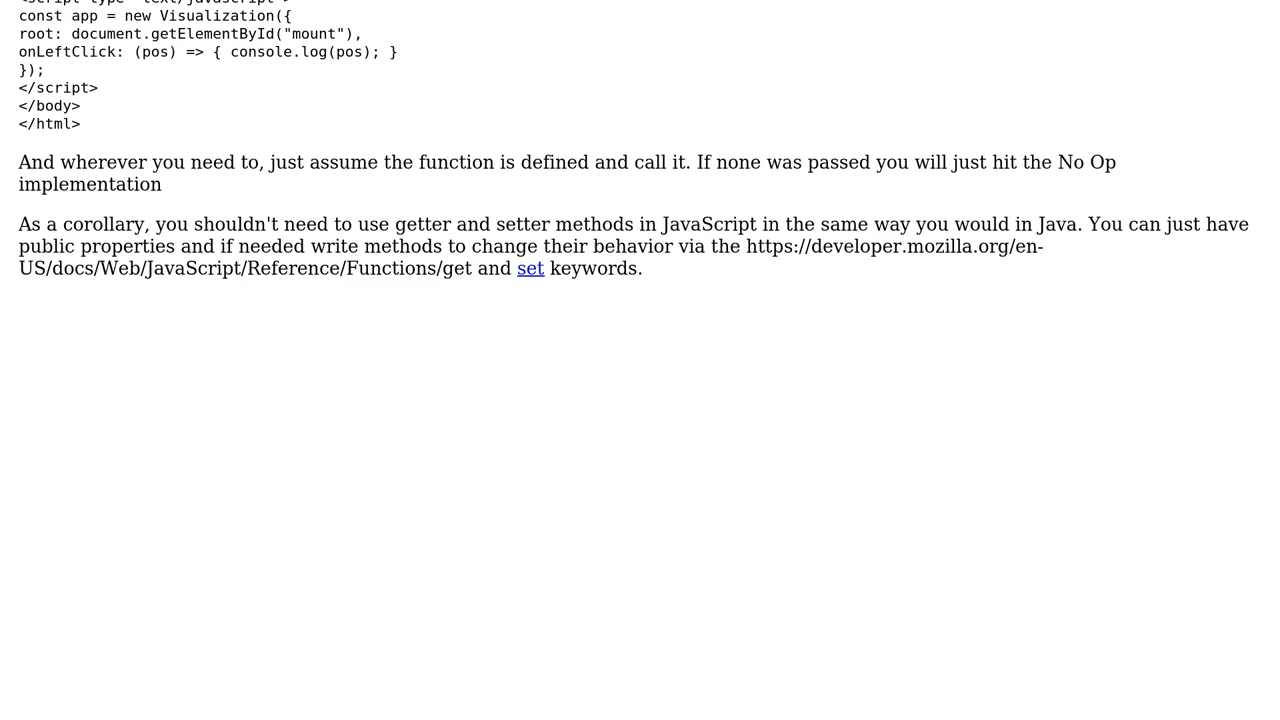 const app = new Visualization({
root: document.getElementById("mount"),
onLeftClick: (pos) => { console.log(pos); }
});
</script>
</body>
</html>
And wherever you need to, just assume the function is defined and call it. If none was passed you will just hit the No Op
implementation
As a corollary, you shouldn't need to use getter and setter methods in JavaScript in the same way you would in Java. You can just have
public properties and if needed write methods to change their behavior via the https://developer.mozilla.org/en-
US/docs/Web/JavaScript/Reference/Functions/get and set keywords.